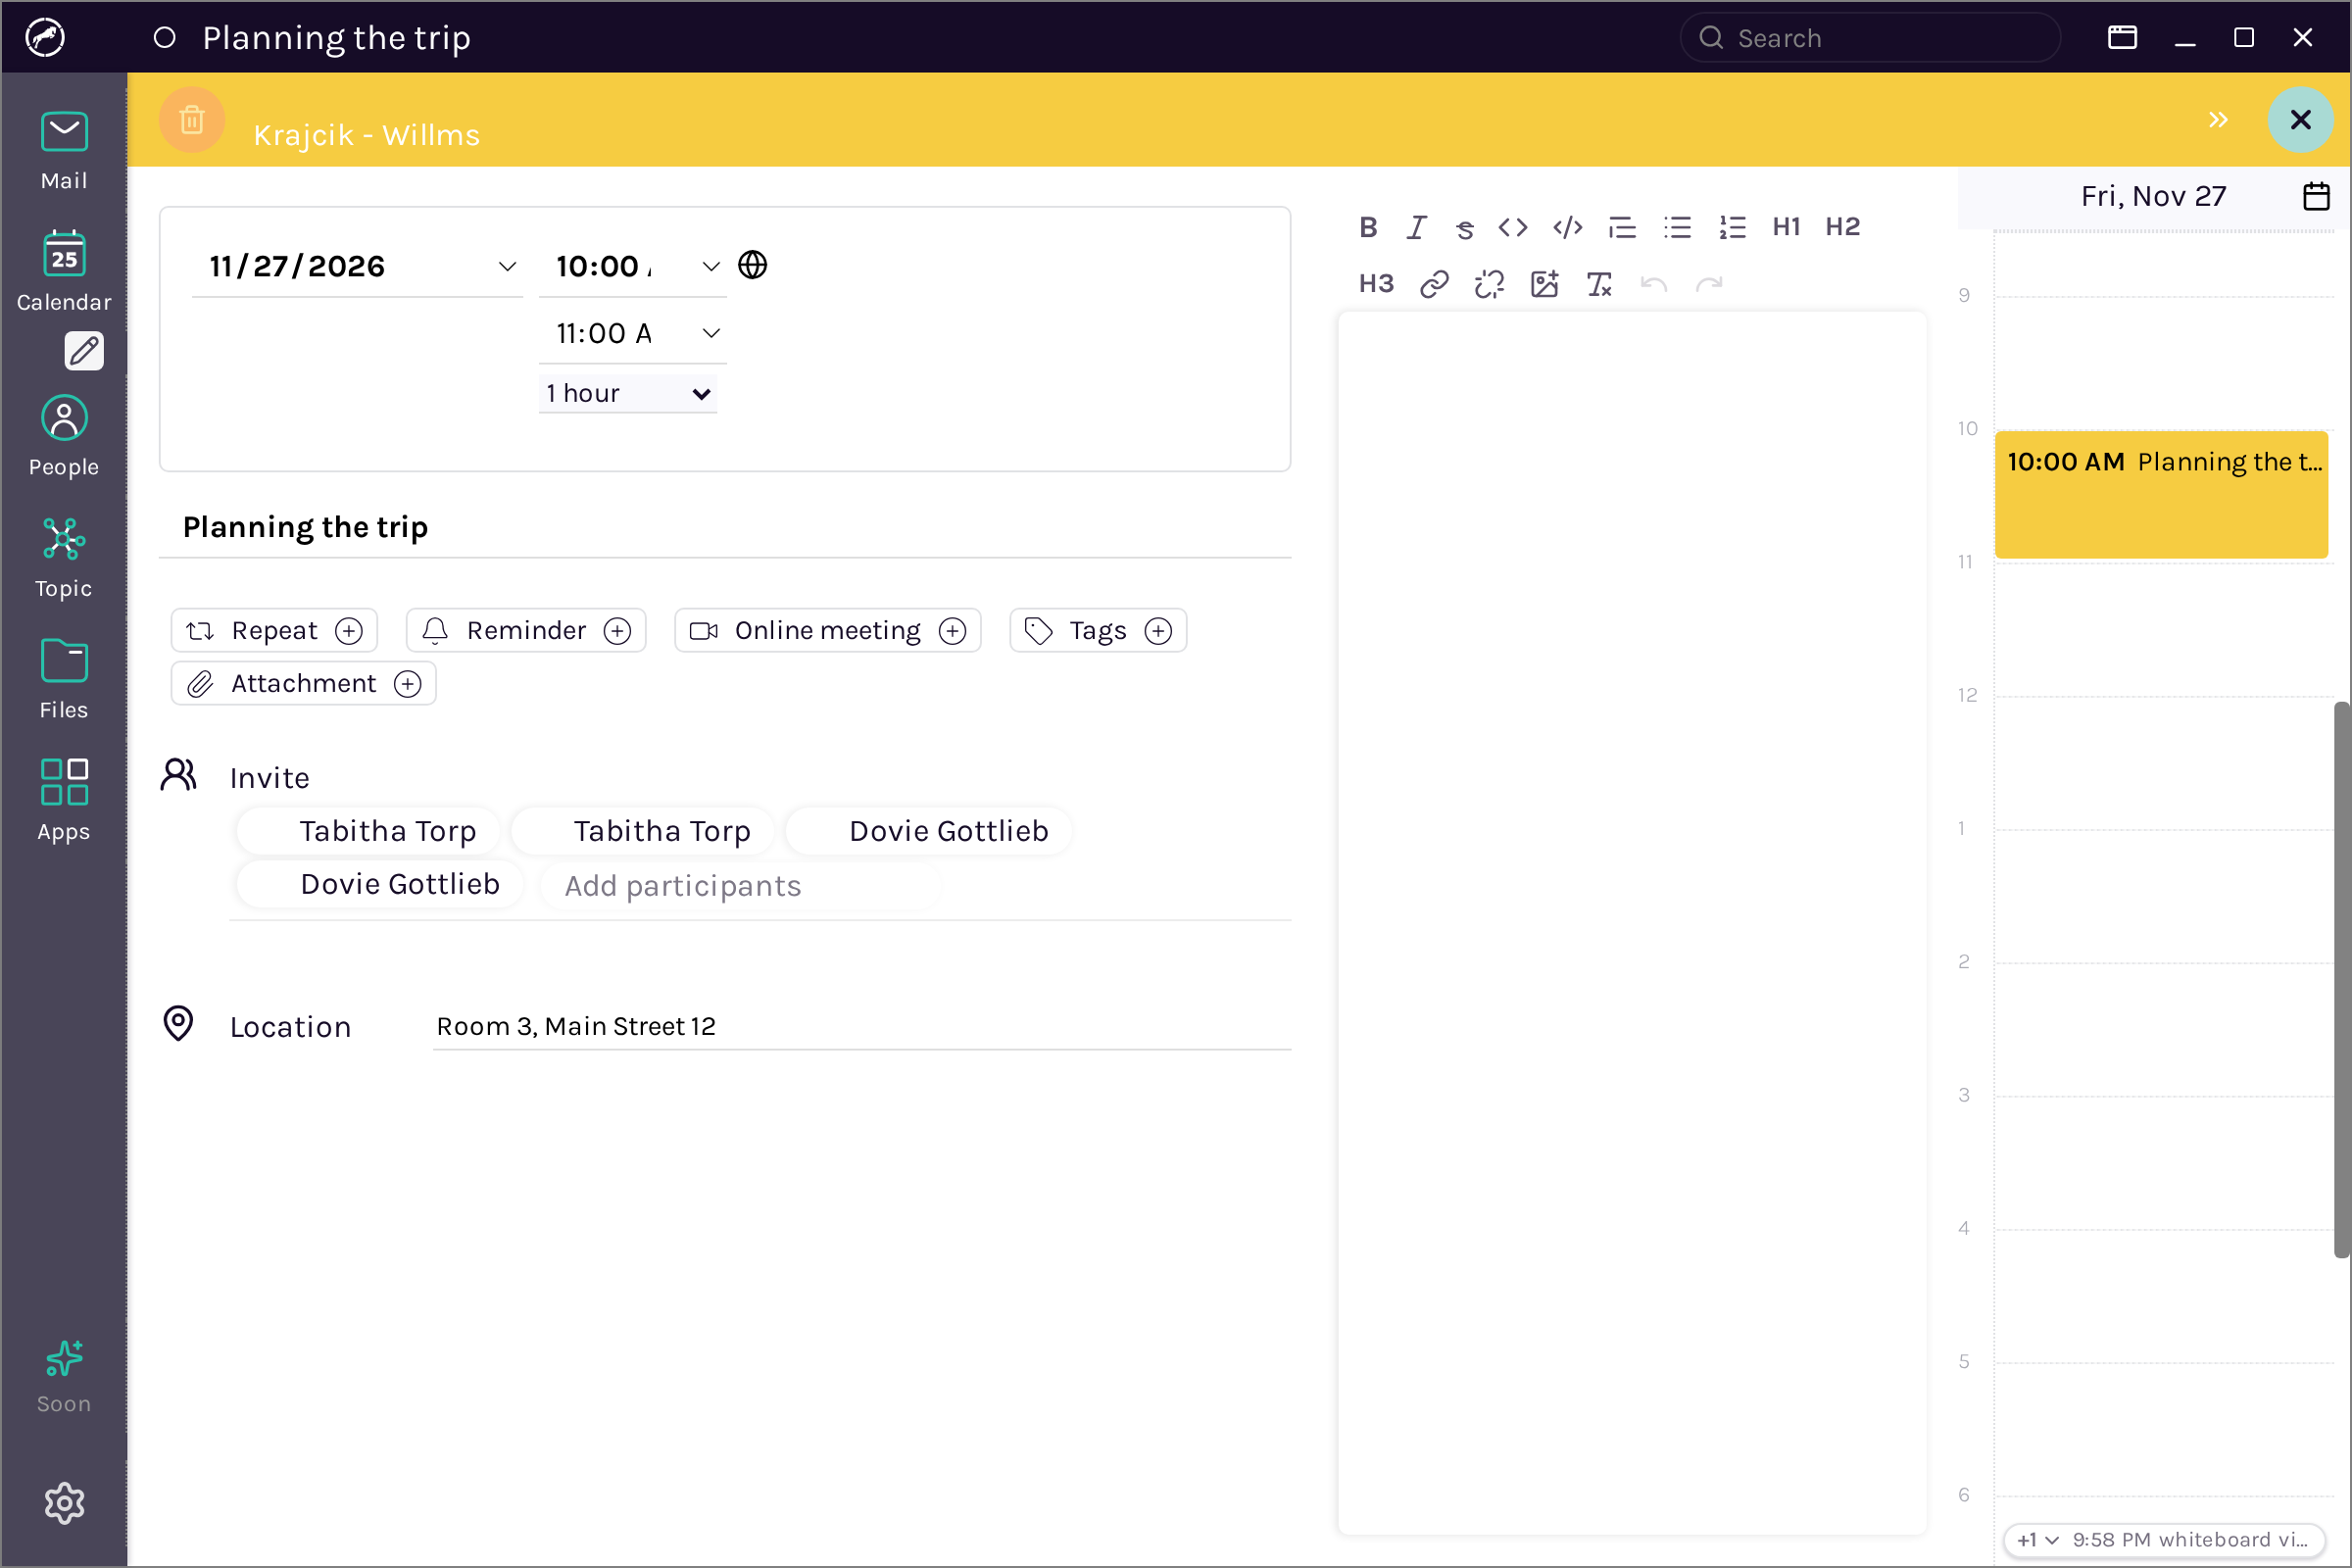 Planning the trip
Search
Krajcik - Willms
Mail
25
Calendar
People
Topic
Files
Apps
Soon
11/27/2026
10:00
11:00 A
1 hour
Planning the trip
Repeat
Reminder
Online meeting
Tags
Attachment
Invite
Tabitha Torp
Tabitha Torp
Dovie Gottlieb
Dovie Gottlieb
Add participants
Location
Room 3, Main Street 12
B I S H1 H2
H3
Fri, Nov 27
9
10
10:00 AM Planning the t...
11
12
1
2
3
4
5
6
+1 9:58 PM whiteboard vi...